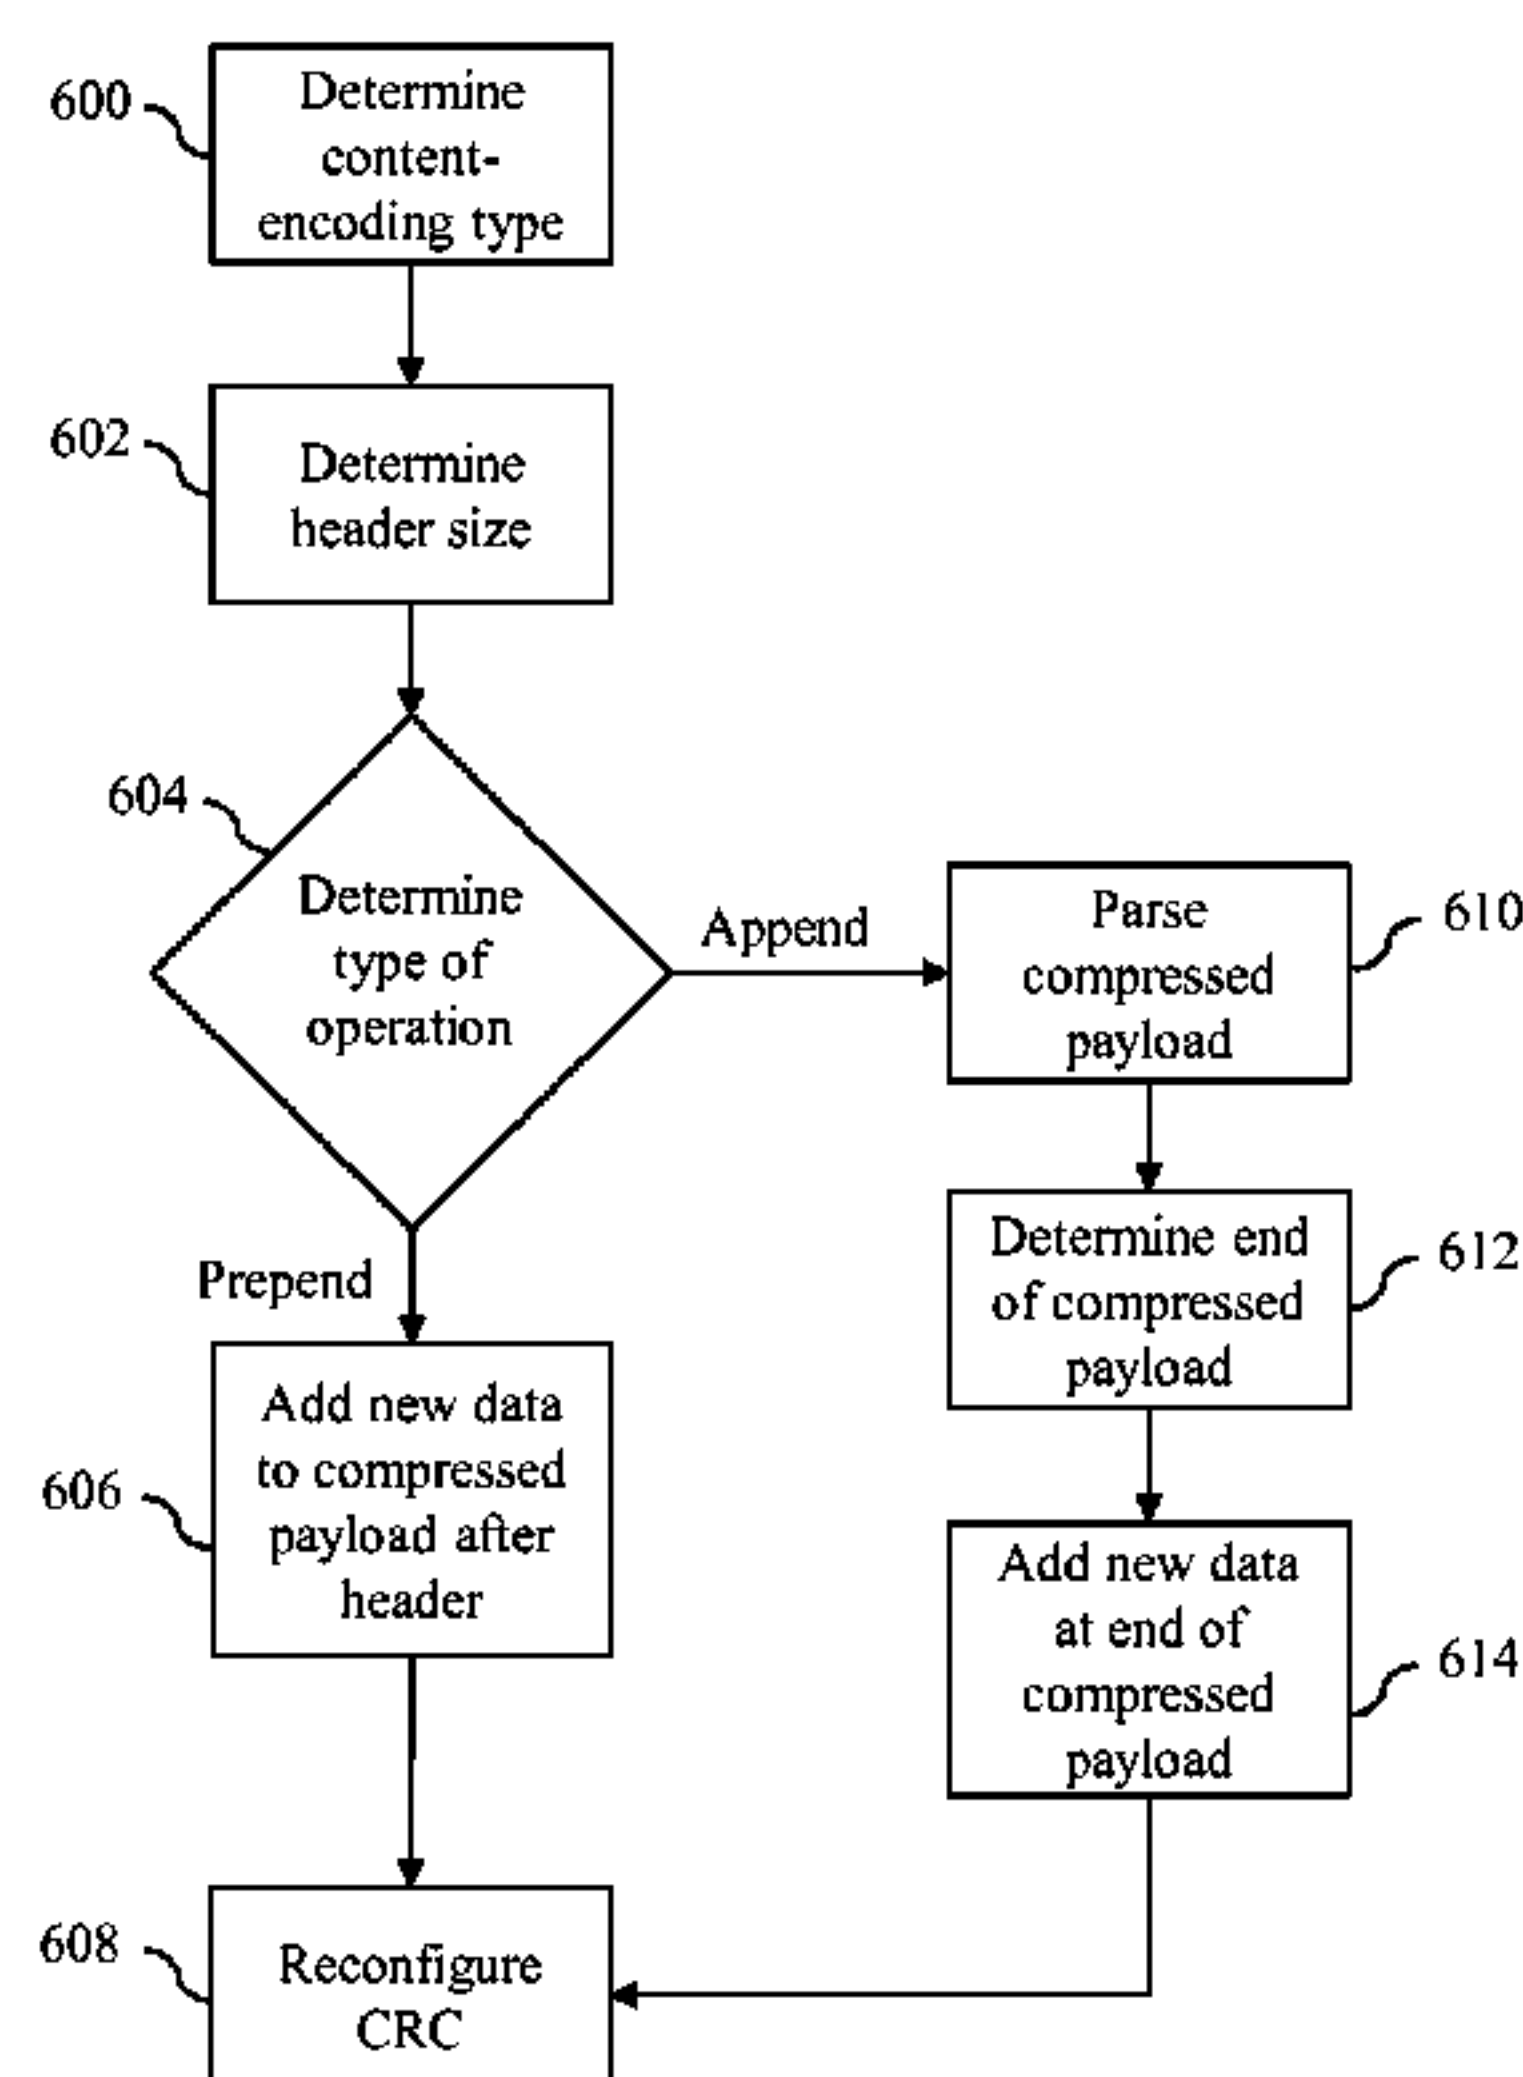 600
Determine
content-
encoding type
602
Determine
header size
604
Determine
type of
operation
Append
Parse
compressed
payload
610
Prepend
Determine end
of compressed
payload
612
606
Add new data
to compressed
payload after
header
Add new data
at end of
compressed
payload
614
608
Reconfigure
CRC